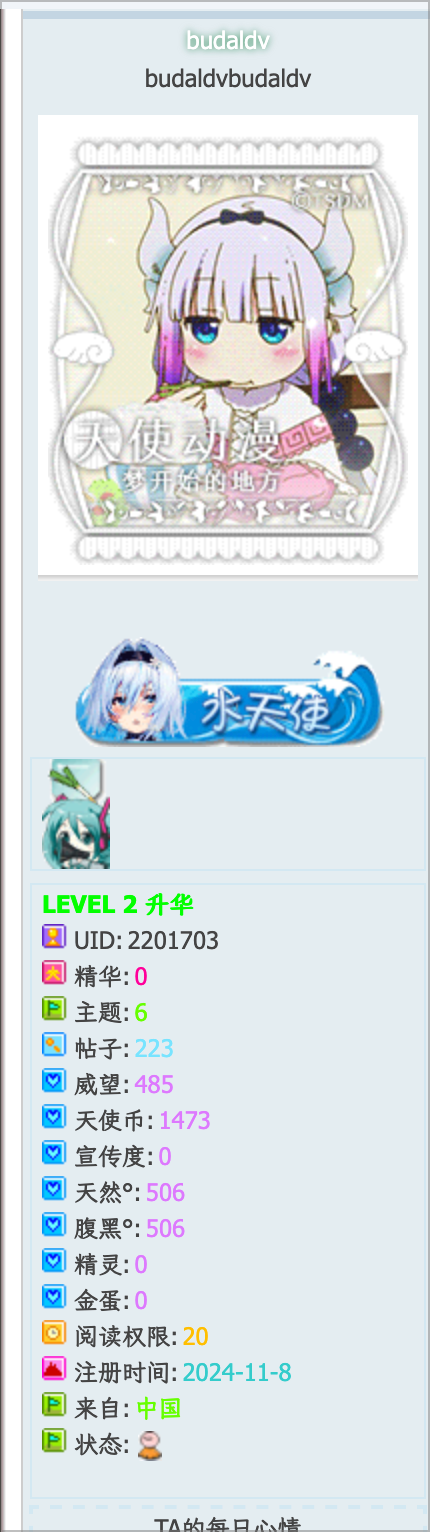 budaldv
budaldvbudaldv
©TSDM
天使动漫
梦开始的地方
水天使
LEVEL 2 升华
UID: 2201703
精华: 0
主题: 6
帖子: 223
威望: 485
天使币: 1473
宣传度: 0
天然°: 506
腹黑°: 506
精灵: 0
金蛋: 0
阅读权限: 20
注册时间: 2024-11-8
来自: 中国
状态:
TA的每日心情